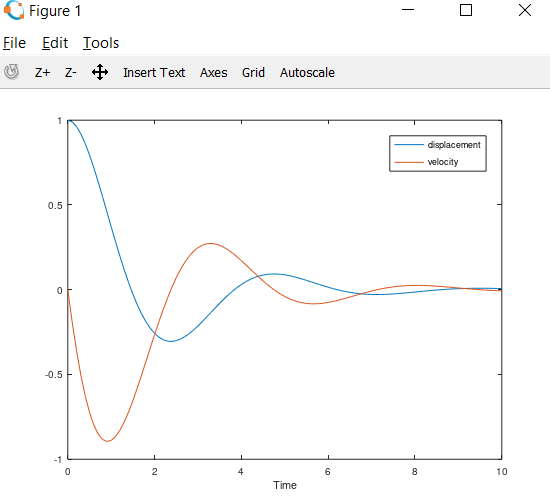 Figure 1
File Edit Tools
Z+ Z- Insert Text Axes Grid Autoscale
1
displacement
velocity
0.5
0
-0.5
-1
0 2 4 6 8 10
Time